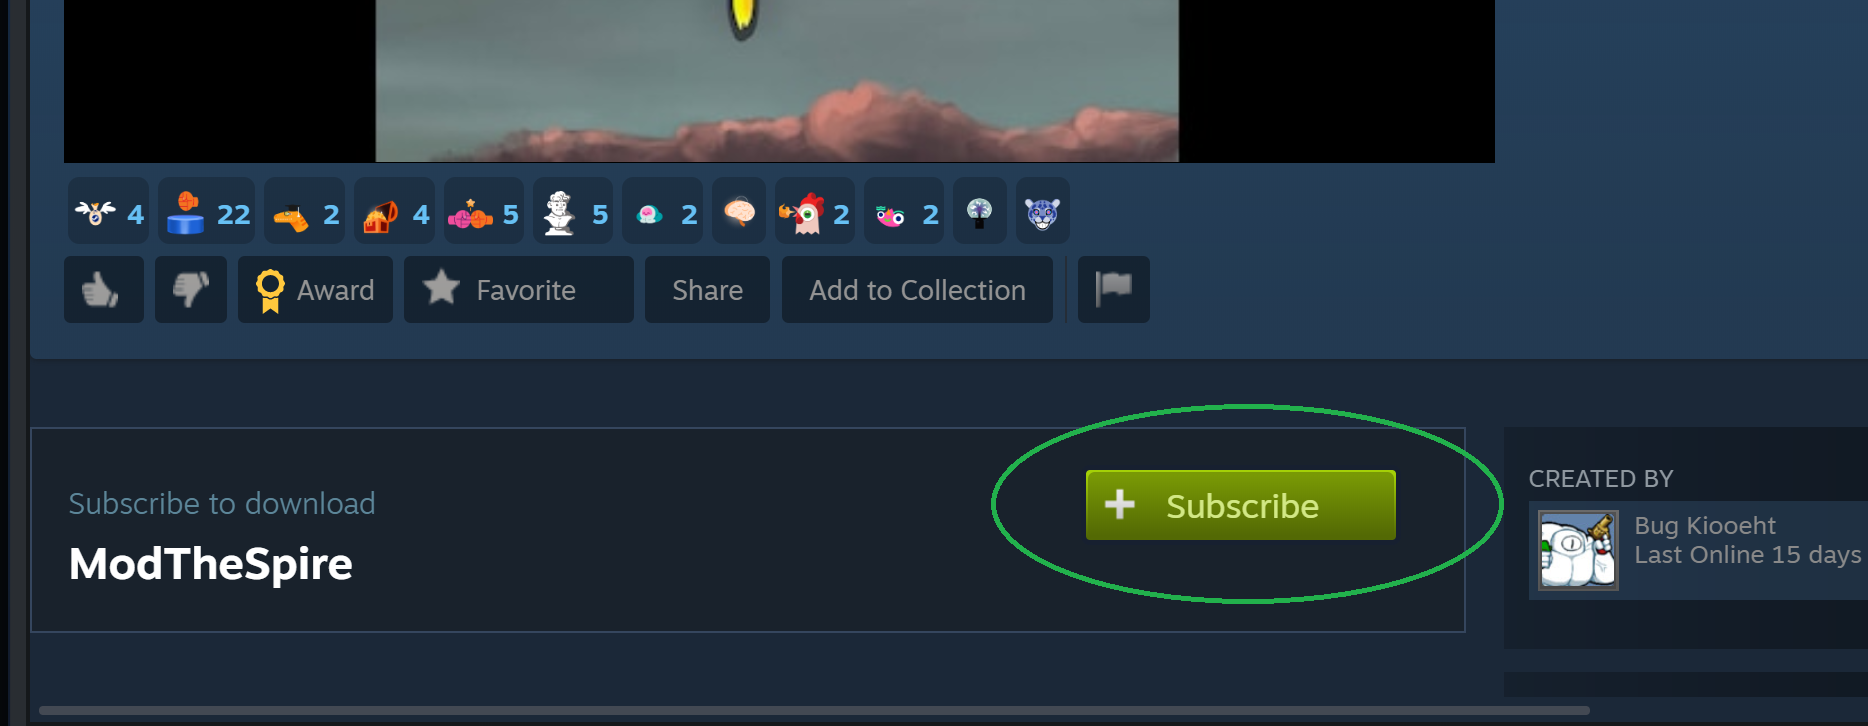 4 22 2 4 5 5 2 2 2
Award Favorite Share Add to Collection
Subscribe to download
ModTheSpire
Subscribe
CREATED BY
Bug Kiooeht
Last Online 15 days